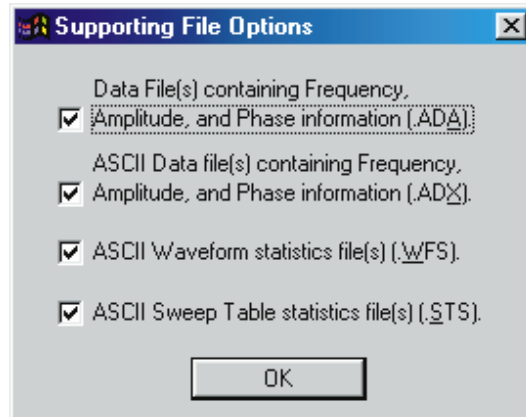 Supporting File Options
Data File(s) containing Frequency,
Amplitude, and Phase information (.ADA).
ASCII Data file(s) containing Frequency,
Amplitude, and Phase information (.ADX).
ASCII Waveform statistics file(s) (.WFS).
ASCII Sweep Table statistics file(s) (.STS).
OK